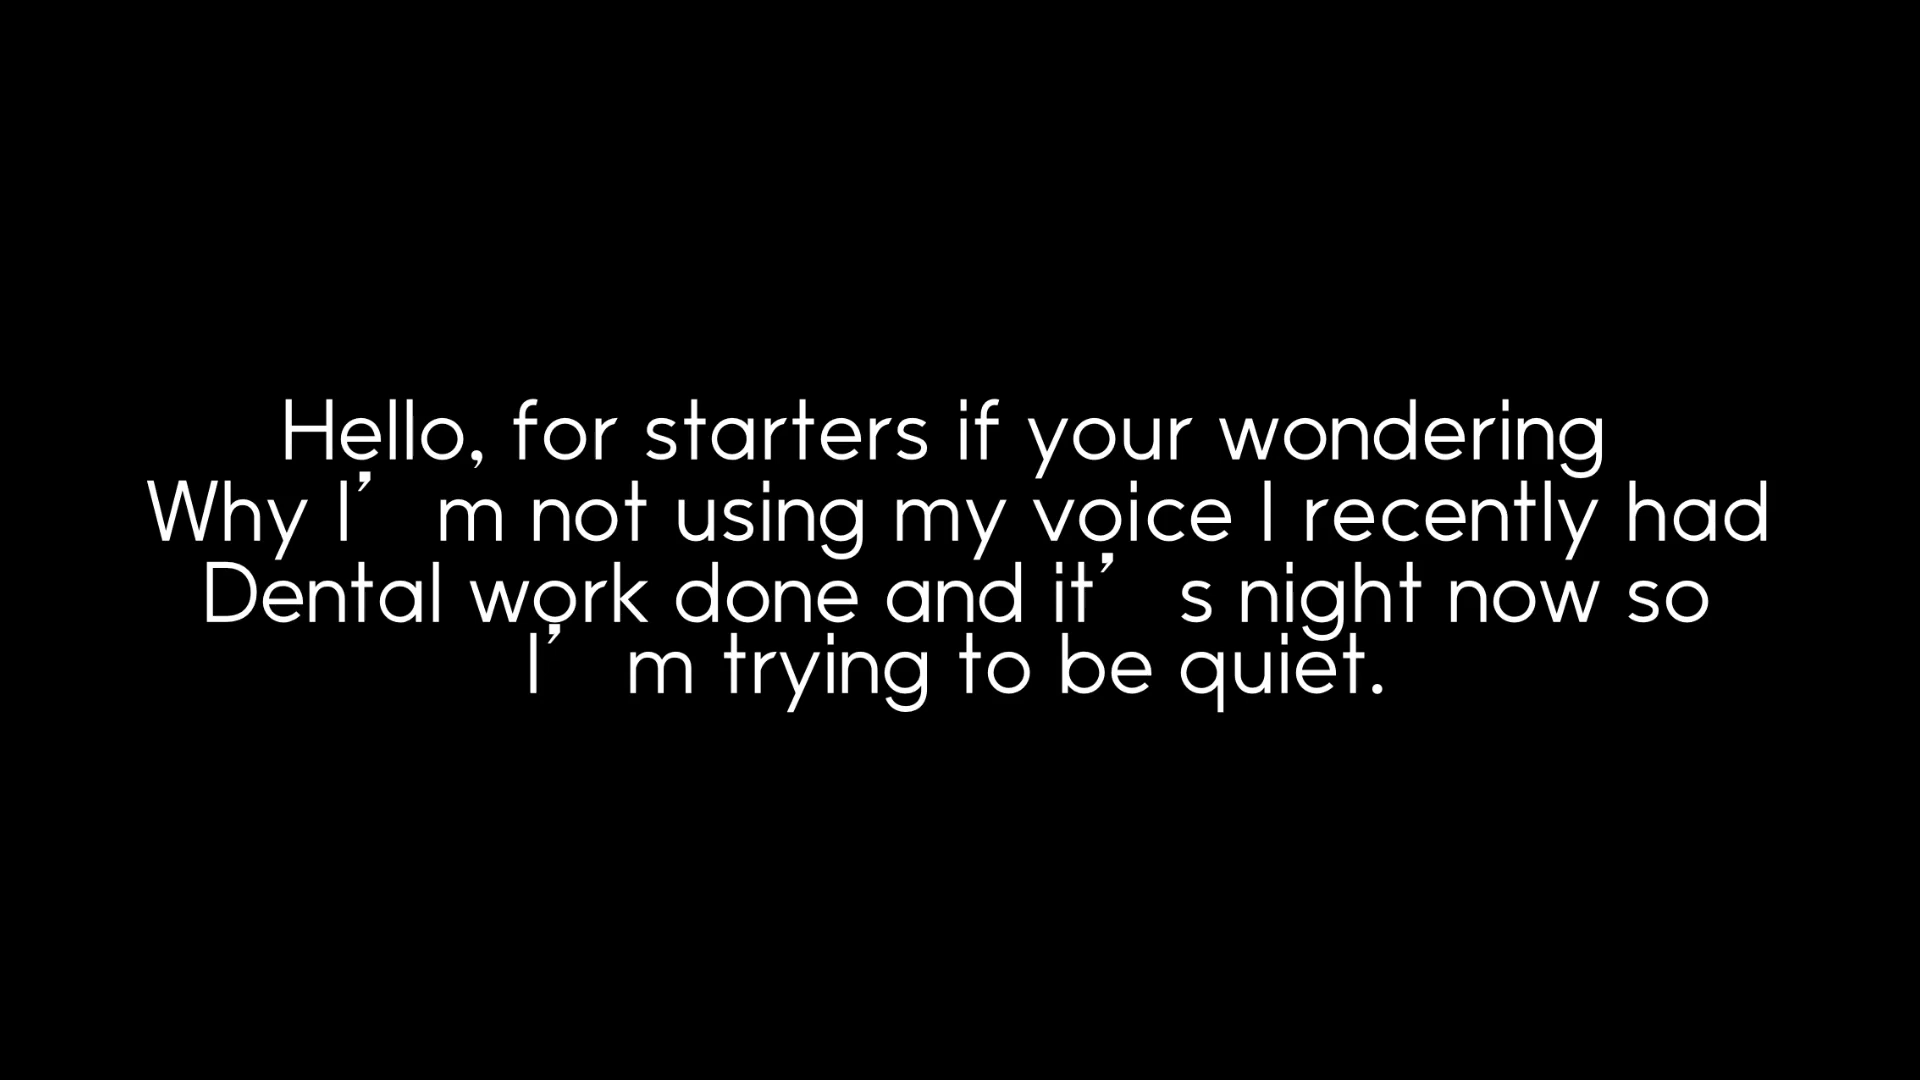 Hello, for starters if your wondering
Why I’m not using my voice I recently had
Dental work done and it’s night now so
I’m trying to be quiet.